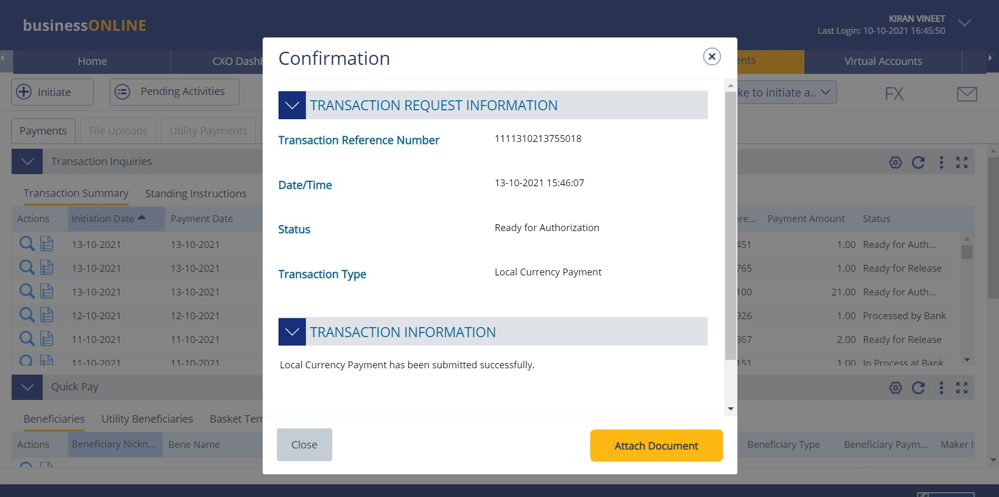 businessONLINE
KIRAN VINEET
Last Login: 10-10-2021 16:45:50
Home
CXO Dashb
ents
Virtual Accounts
Initiate
Pending Activities
ke to initiate a..
FX
Payments
File Uploads
Utility Payments
Transaction Inquiries
Transaction Summary
Standing Instructions
Actions Initiation Date Payment Date ere... Payment Amount Status
13-10-2021 13-10-2021 451 1.00 Ready for Auth...
13-10-2021 13-10-2021 765 1.00 Ready for Release
13-10-2021 13-10-2021 100 21.00 Ready for Auth...
12-10-2021 12-10-2021 926 1.00 Processed by Bank
11-10-2021 11-10-2021 367 2.00 Ready for Release
11-10-2021 11-10-2021 151 1.00 In Process at Bank
Quick Pay
Beneficiaries
Utility Beneficiaries
Basket Tem
Actions Beneficiary Nickn... Bene Name Beneficiary Type Beneficiary Paym... Maker I
Confirmation
TRANSACTION REQUEST INFORMATION
Transaction Reference Number 1111310213755018
Date/Time 13-10-2021 15:46:07
Status Ready for Authorization
Transaction Type Local Currency Payment
TRANSACTION INFORMATION
Local Currency Payment has been submitted successfully.
Close
Attach Document